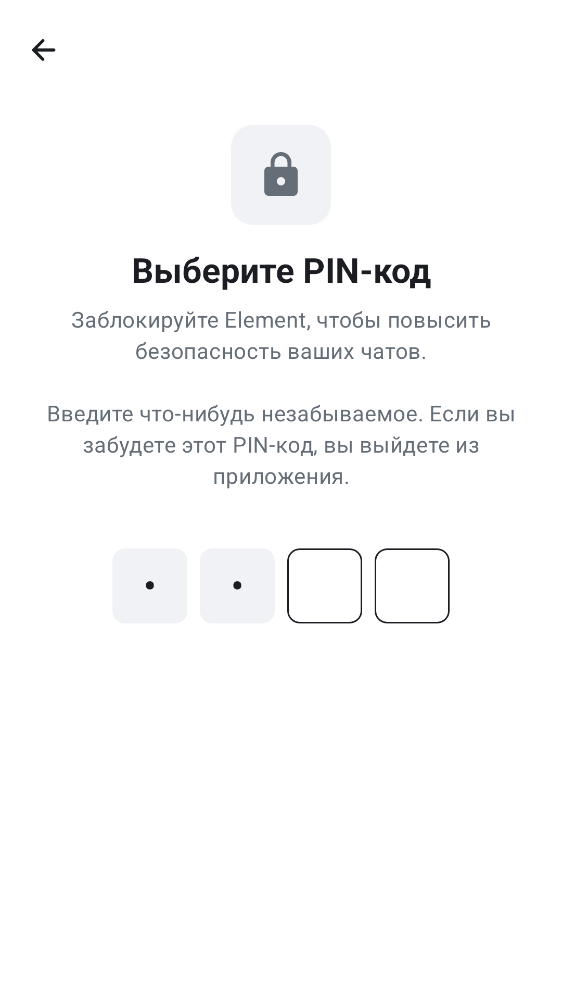 Выберите PIN-код
Заблокируйте Element, чтобы повысить
безопасность ваших чатов.
Введите что-нибудь незабываемое. Если вы
забудете этот PIN-код, вы выйдете из
приложения.